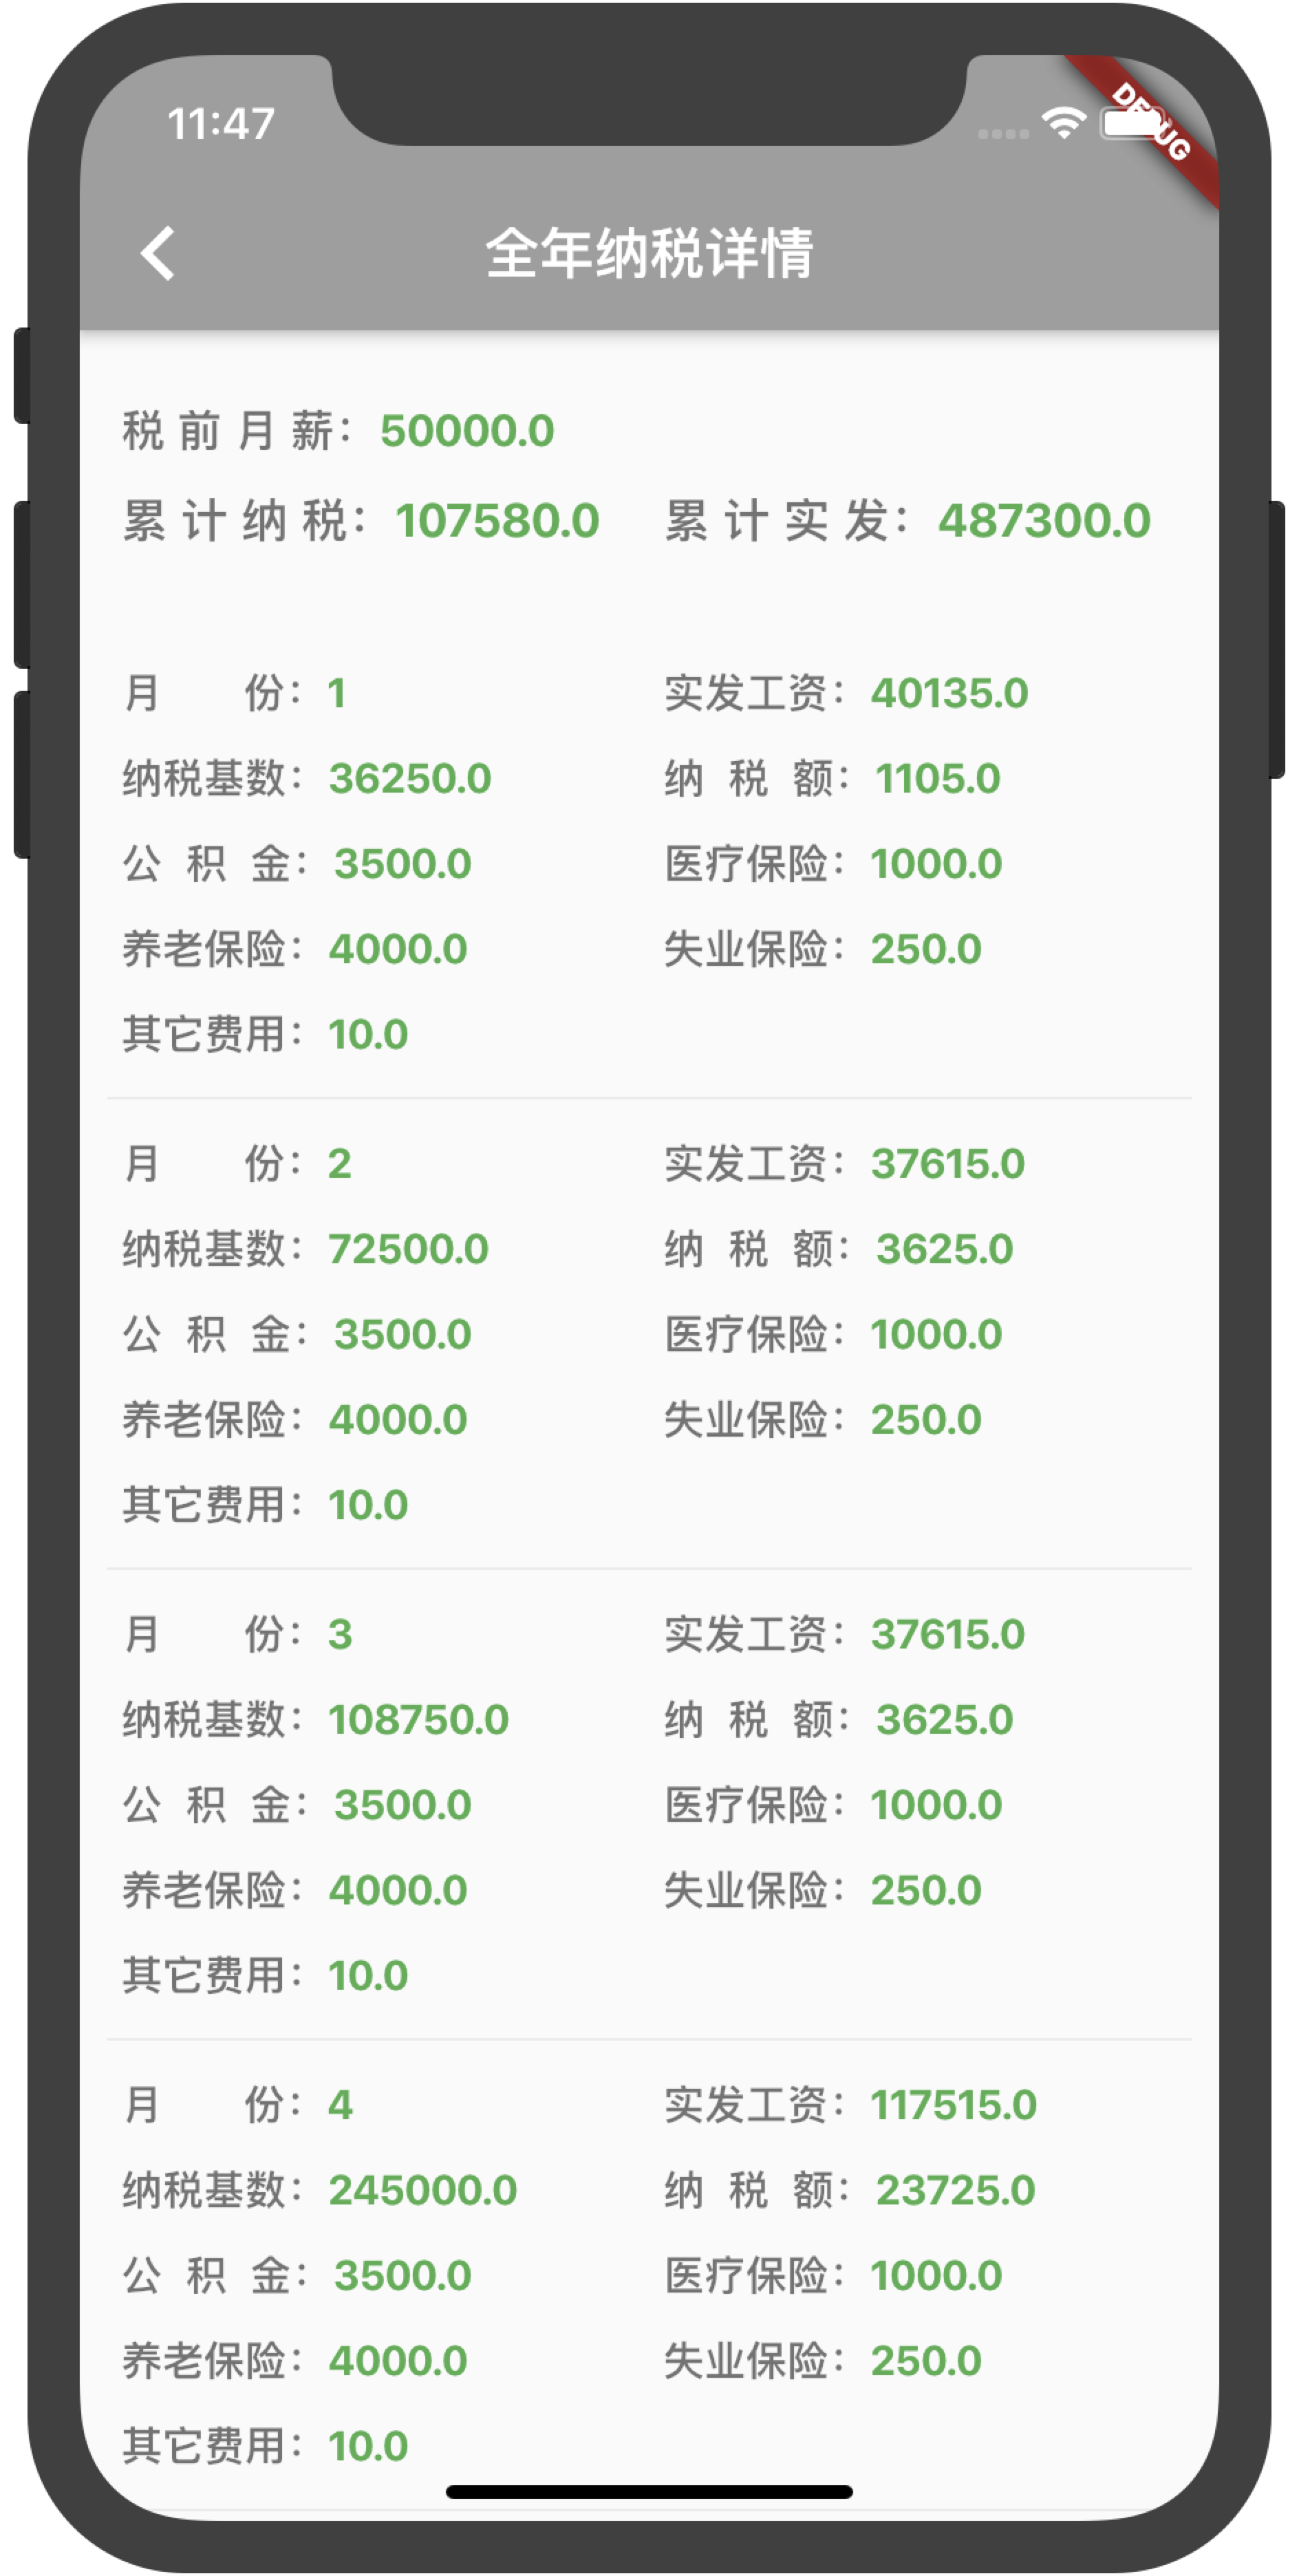 11:47
DEBUG
全年纳税详情
税前月薪： 50000.0
累计纳税： 107580.0 累计实发： 487300.0
月 份： 1 实发工资： 40135.0
纳税基数： 36250.0 纳 税 额： 1105.0
公 积 金： 3500.0 医疗保险： 1000.0
养老保险： 4000.0 失业保险： 250.0
其它费用： 10.0
月 份： 2 实发工资： 37615.0
纳税基数： 72500.0 纳 税 额： 3625.0
公 积 金： 3500.0 医疗保险： 1000.0
养老保险： 4000.0 失业保险： 250.0
其它费用： 10.0
月 份： 3 实发工资： 37615.0
纳税基数： 108750.0 纳 税 额： 3625.0
公 积 金： 3500.0 医疗保险： 1000.0
养老保险： 4000.0 失业保险： 250.0
其它费用： 10.0
月 份： 4 实发工资： 117515.0
纳税基数： 245000.0 纳 税 额： 23725.0
公 积 金： 3500.0 医疗保险： 1000.0
养老保险： 4000.0 失业保险： 250.0
其它费用： 10.0